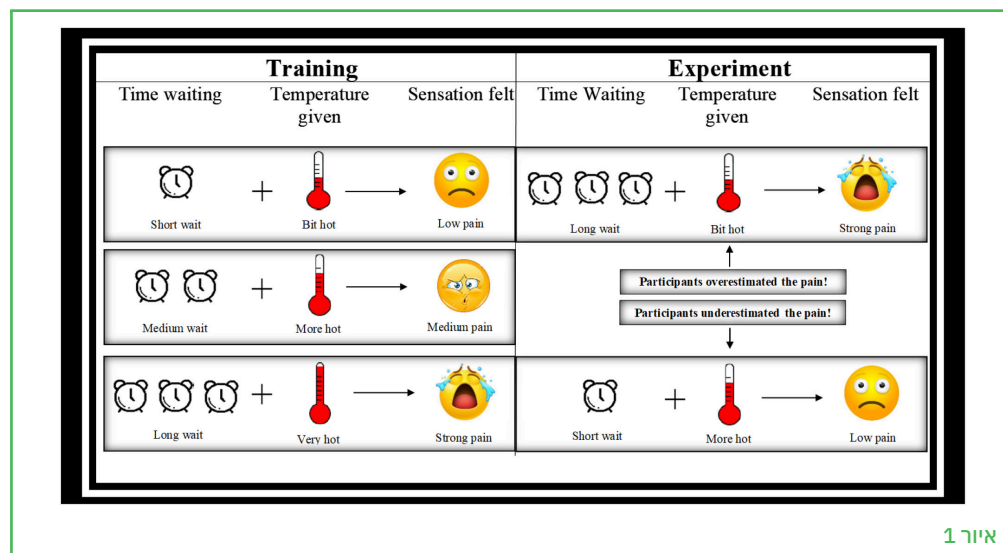 Training
Experiment
Time waiting
Temperature given
Sensation felt
Time Waiting
Temperature given
Sensation felt
Short wait
Bit hot
Low pain
Long wait
Bit hot
Strong pain
Medium wait
More hot
Medium pain
Participants overestimated the pain!
Participants underestimated the pain!
Long wait
Very hot
Strong pain
Short wait
More hot
Low pain
איור 1